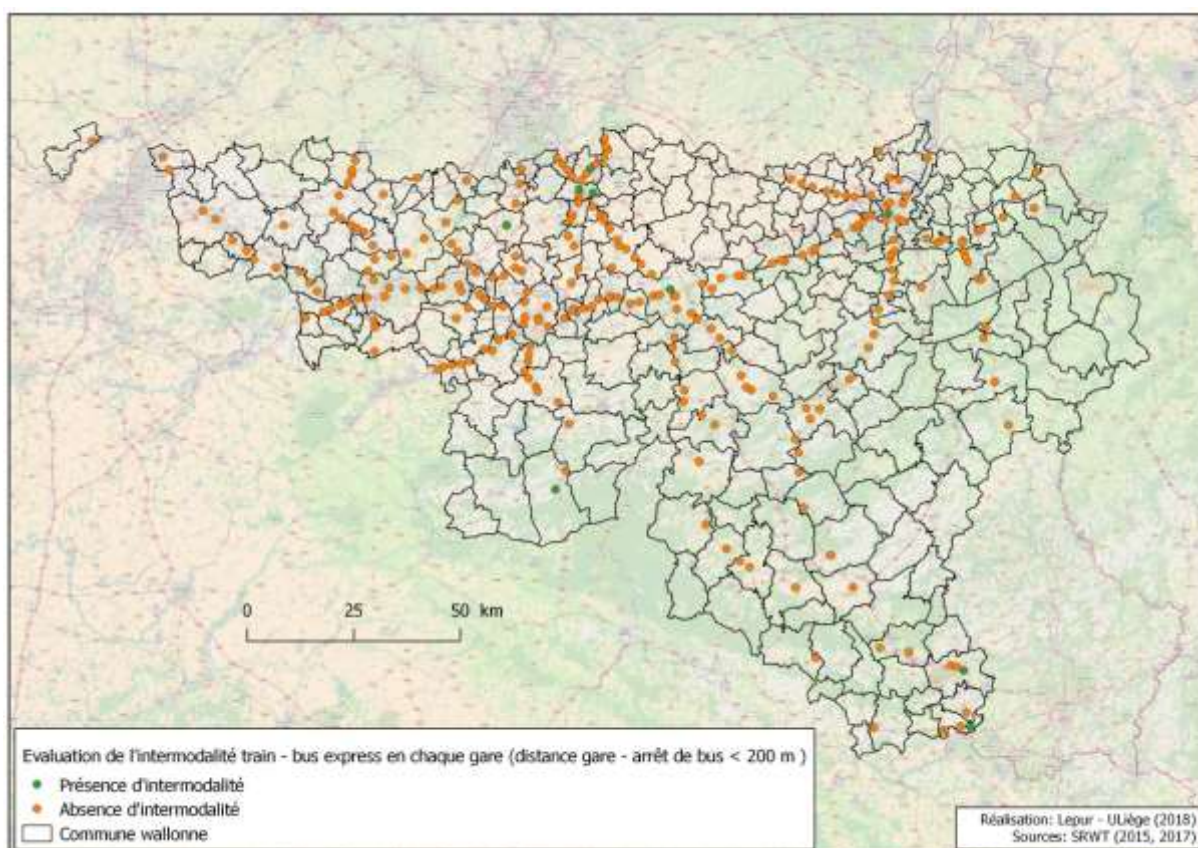 0 25 50 km
Evaluation de l'intermodalité train - bus express en chaque gare (distance gare - arrêt de bus < 200 m )
Présence d'intermodalité
Absence d'intermodalité
Commune wallonne
Réalisation: Lepur - ULiège (2018)
Sources: SRWT (2015, 2017)